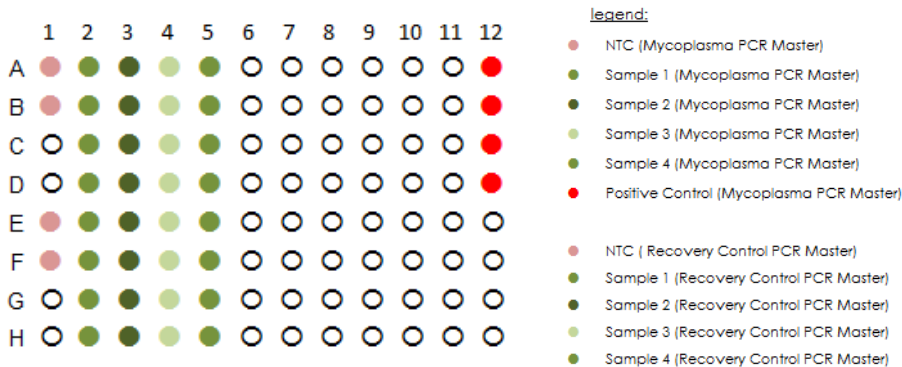 legend:
1 2 3 4 5 6 7 8 9 10 11 12
A
B
C
D
E
F
G
H
NTC (Mycoplasma PCR Master)
Sample 1 (Mycoplasma PCR Master)
Sample 2 (Mycoplasma PCR Master)
Sample 3 (Mycoplasma PCR Master)
Sample 4 (Mycoplasma PCR Master)
Positive Control (Mycoplasma PCR Master)
NTC ( Recovery Control PCR Master)
Sample 1 (Recovery Control PCR Master)
Sample 2 (Recovery Control PCR Master)
Sample 3 (Recovery Control PCR Master)
Sample 4 (Recovery Control PCR Master)